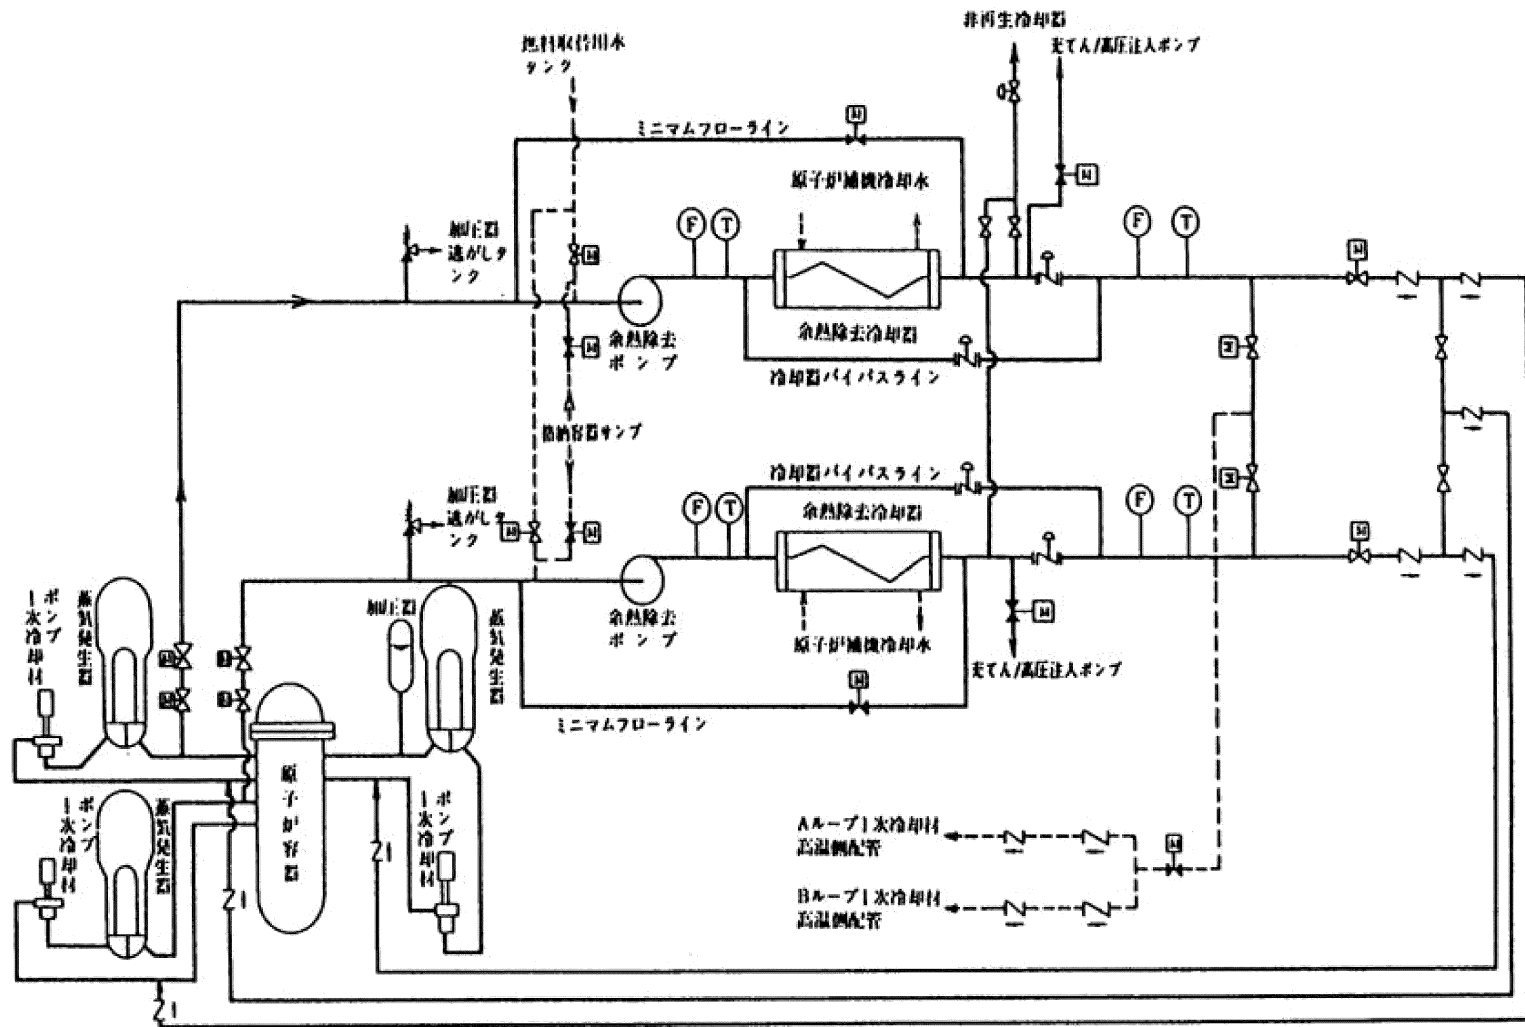 非再生冷却器
充てん/高圧注入ポンプ
燃料取替用水
タンク
ミニマムフローライン
M
M
原子炉補機冷却水
加圧器
逃がしタ
ンク
F
T
F
T
M
M
余熱除去
ポンプ
余熱除去冷却器
M
M
冷却器バイパスライン
格納容器サンプ
冷却器バイパスライン
M
加圧器
逃がしタ
ンク
F
T
余熱除去冷却器
F
T
M
M
M
余熱除去
ポンプ
原子炉補機冷却水
M
充てん/高圧注入ポンプ
M
ミニマムフローライン
加圧器
蒸気発生器
蒸気発生器
1次冷却材
ポンプ
M
M
原子炉容器
1次冷却材
ポンプ
蒸気発生器
1次冷却材
ポンプ
Aループ1次冷却材
高温側配管
M
Bループ1次冷却材
高温側配管